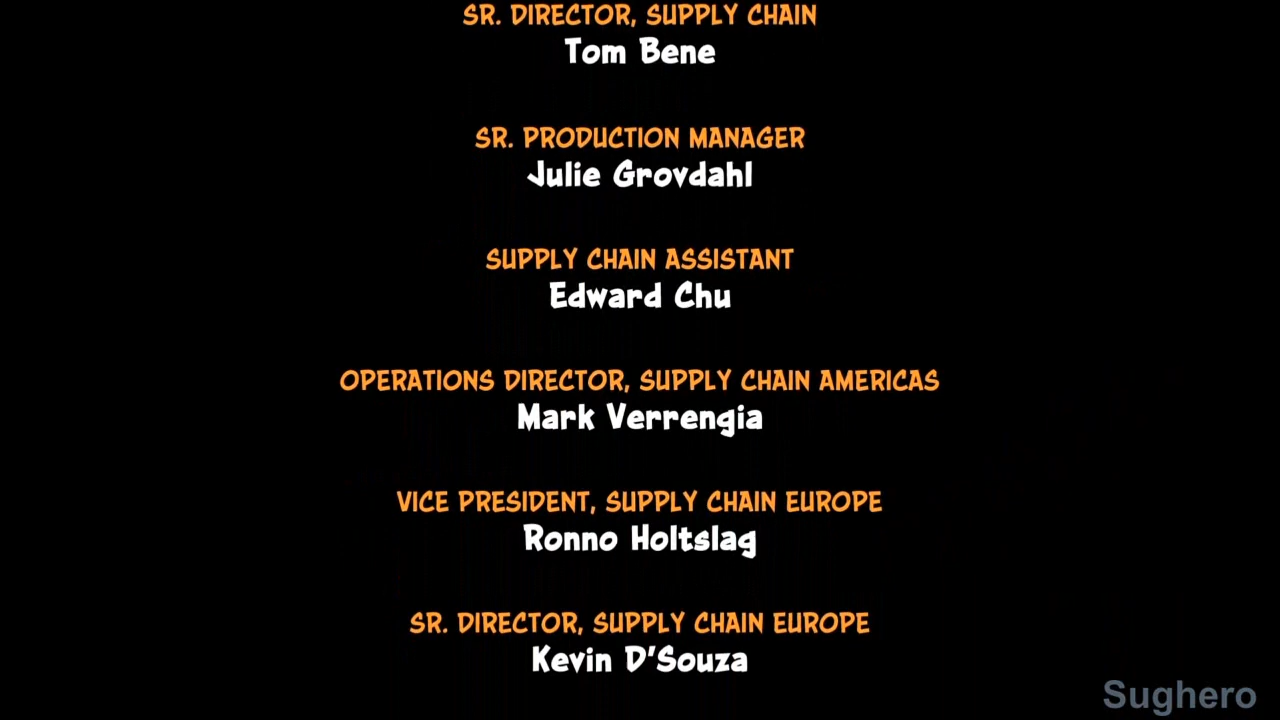 SR. DIRECTOR, SUPPLY CHAIN
Tom Bene
SR. PRODUCTION MANAGER
Julie Grovdahl
SUPPLY CHAIN ASSISTANT
Edward Chu
OPERATIONS DIRECTOR, SUPPLY CHAIN AMERICAS
Mark Verrengia
VICE PRESIDENT, SUPPLY CHAIN EUROPE
Ronno Holtslag
SR. DIRECTOR, SUPPLY CHAIN EUROPE
Kevin D'Souza
Sughero